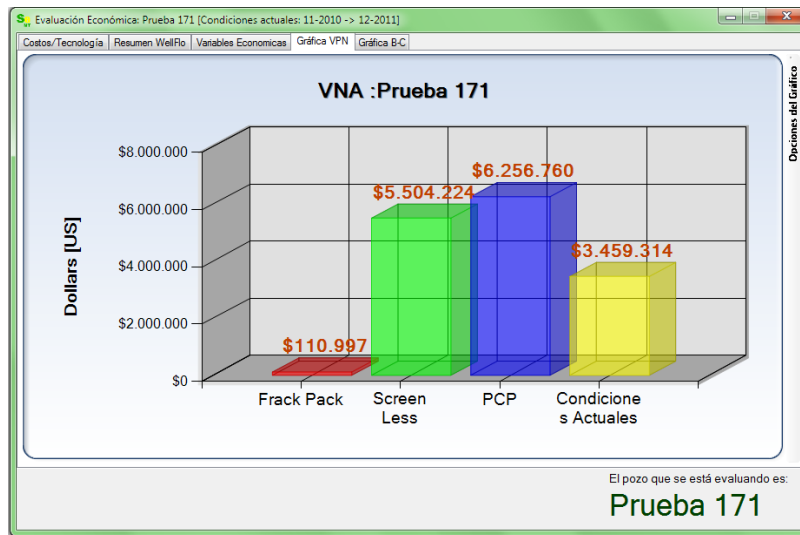 Evaluación Económica: Prueba 171 [Condiciones actuales: 11-2010 -> 12-2011]
Costos/Tecnología Resumen WellFlo Variables Economicas Gráfica VPN Gráfica B-C
Opciones del Gráfico
VNA :Prueba 171
Dollars [US]
$8.000.000
$6.000.000
$4.000.000
$2.000.000
$0
$110.997
$5.504.224
$6.256.760
$3.459.314
Frack Pack
Screen
Less
PCP
Condicione
s Actuales
El pozo que se está evaluando es:
Prueba 171